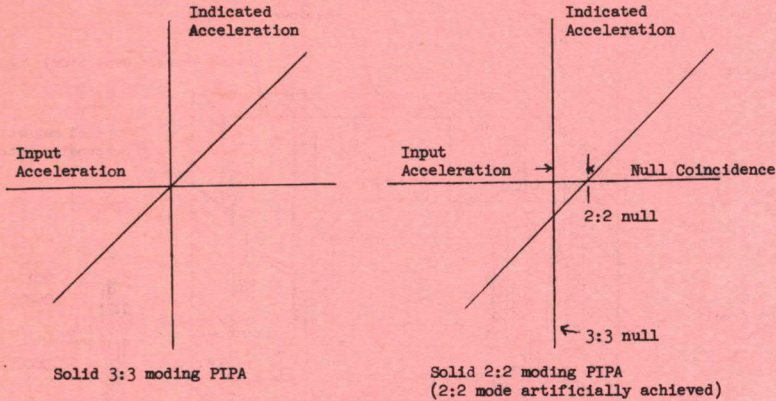 Indicated
Acceleration
Input
Acceleration
Solid 3:3 moding PIPA
Indicated
Acceleration
Input
Acceleration
Null Coincidence
2:2 null
3:3 null
Solid 2:2 moding PIPA
(2:2 mode artificially achieved)